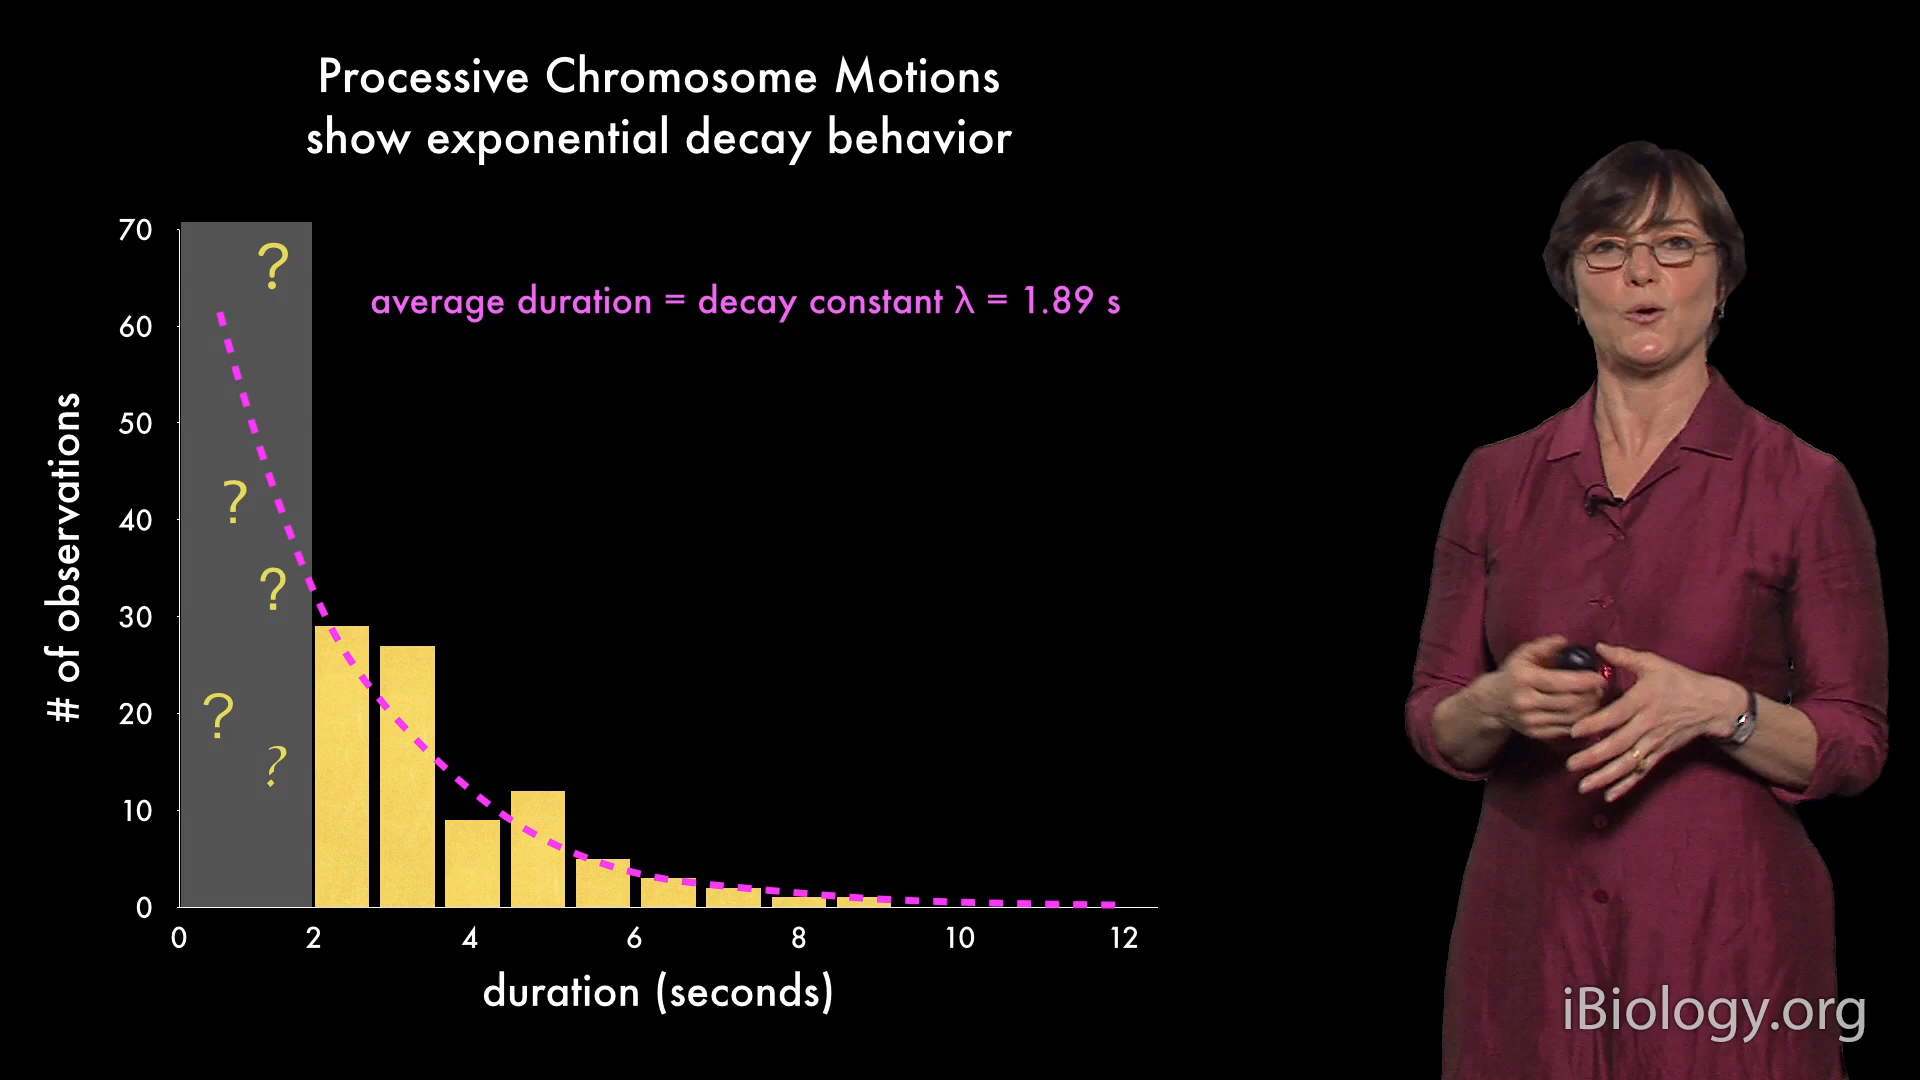 Processive Chromosome Motions
show exponential decay behavior
70
60
50
40
30
20
10
0
# of observations
?
?
?
?
?
average duration = decay constant λ = 1.89 s
0 2 4 6 8 10 12
duration (seconds)
iBiology.org